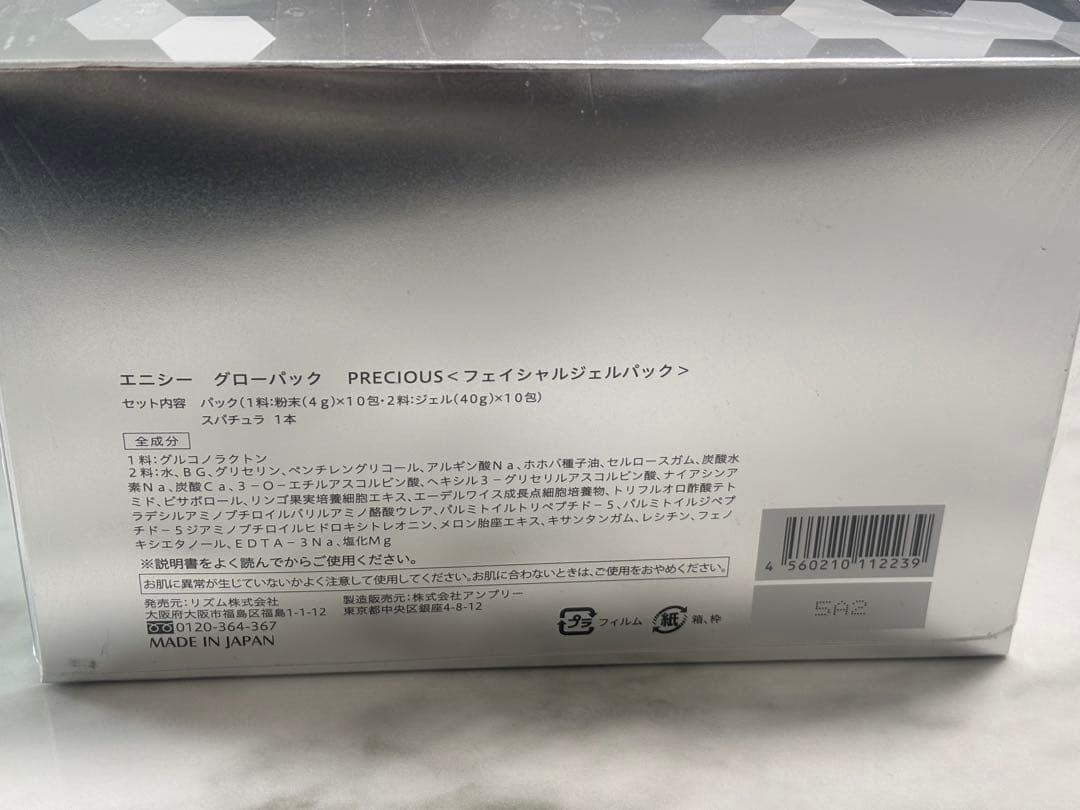 エニシー　グローパック　PRECIOUS＜フェイシャルジェルパック＞
セット内容　パック(1料:粉末(4g)×10包・2料:ジェル(40g)×10包)
スパチュラ 1本
全成分
1料:グルコノラクトン
2料:水、BG、グリセリン、ペンチレングリコール、アルギン酸Na、ホホバ種子油、セルロースガム、炭酸水
素Na、炭酸Ca、3-O-エチルアスコルビン酸、ヘキシル3-グリセリルアスコルビン酸、ナイアシンア
ミド、ビサボロール、リンゴ果実培養細胞エキス、エーデルワイス成長点細胞培養物、トリフルオロ酢酸テト
ラデシルアミノブチロイルバリルアミノ酪酸ウレア、パルミトイルトリペプチド-5、パルミトイルジペプ
チド-5ジアミノブチロイルヒドロキシトレオニン、メロン胎座エキス、キサンタンガム、レシチン、フェノ
キシエタノール、EDTA-3Na、塩化Mg
※説明書をよく読んでからご使用ください。
お肌に異常が生じていないかよく注意して使用してください。お肌に合わないときは、ご使用をおやめください。
発売元:リズム株式会社
大阪府大阪市福島区福島1-1-12
0120-364-367
MADE IN JAPAN
製造販売元:株式会社アンプリー
東京都中央区銀座4-8-12
プラ フィルム 紙 箱、枠
4 560210 112239
5A2